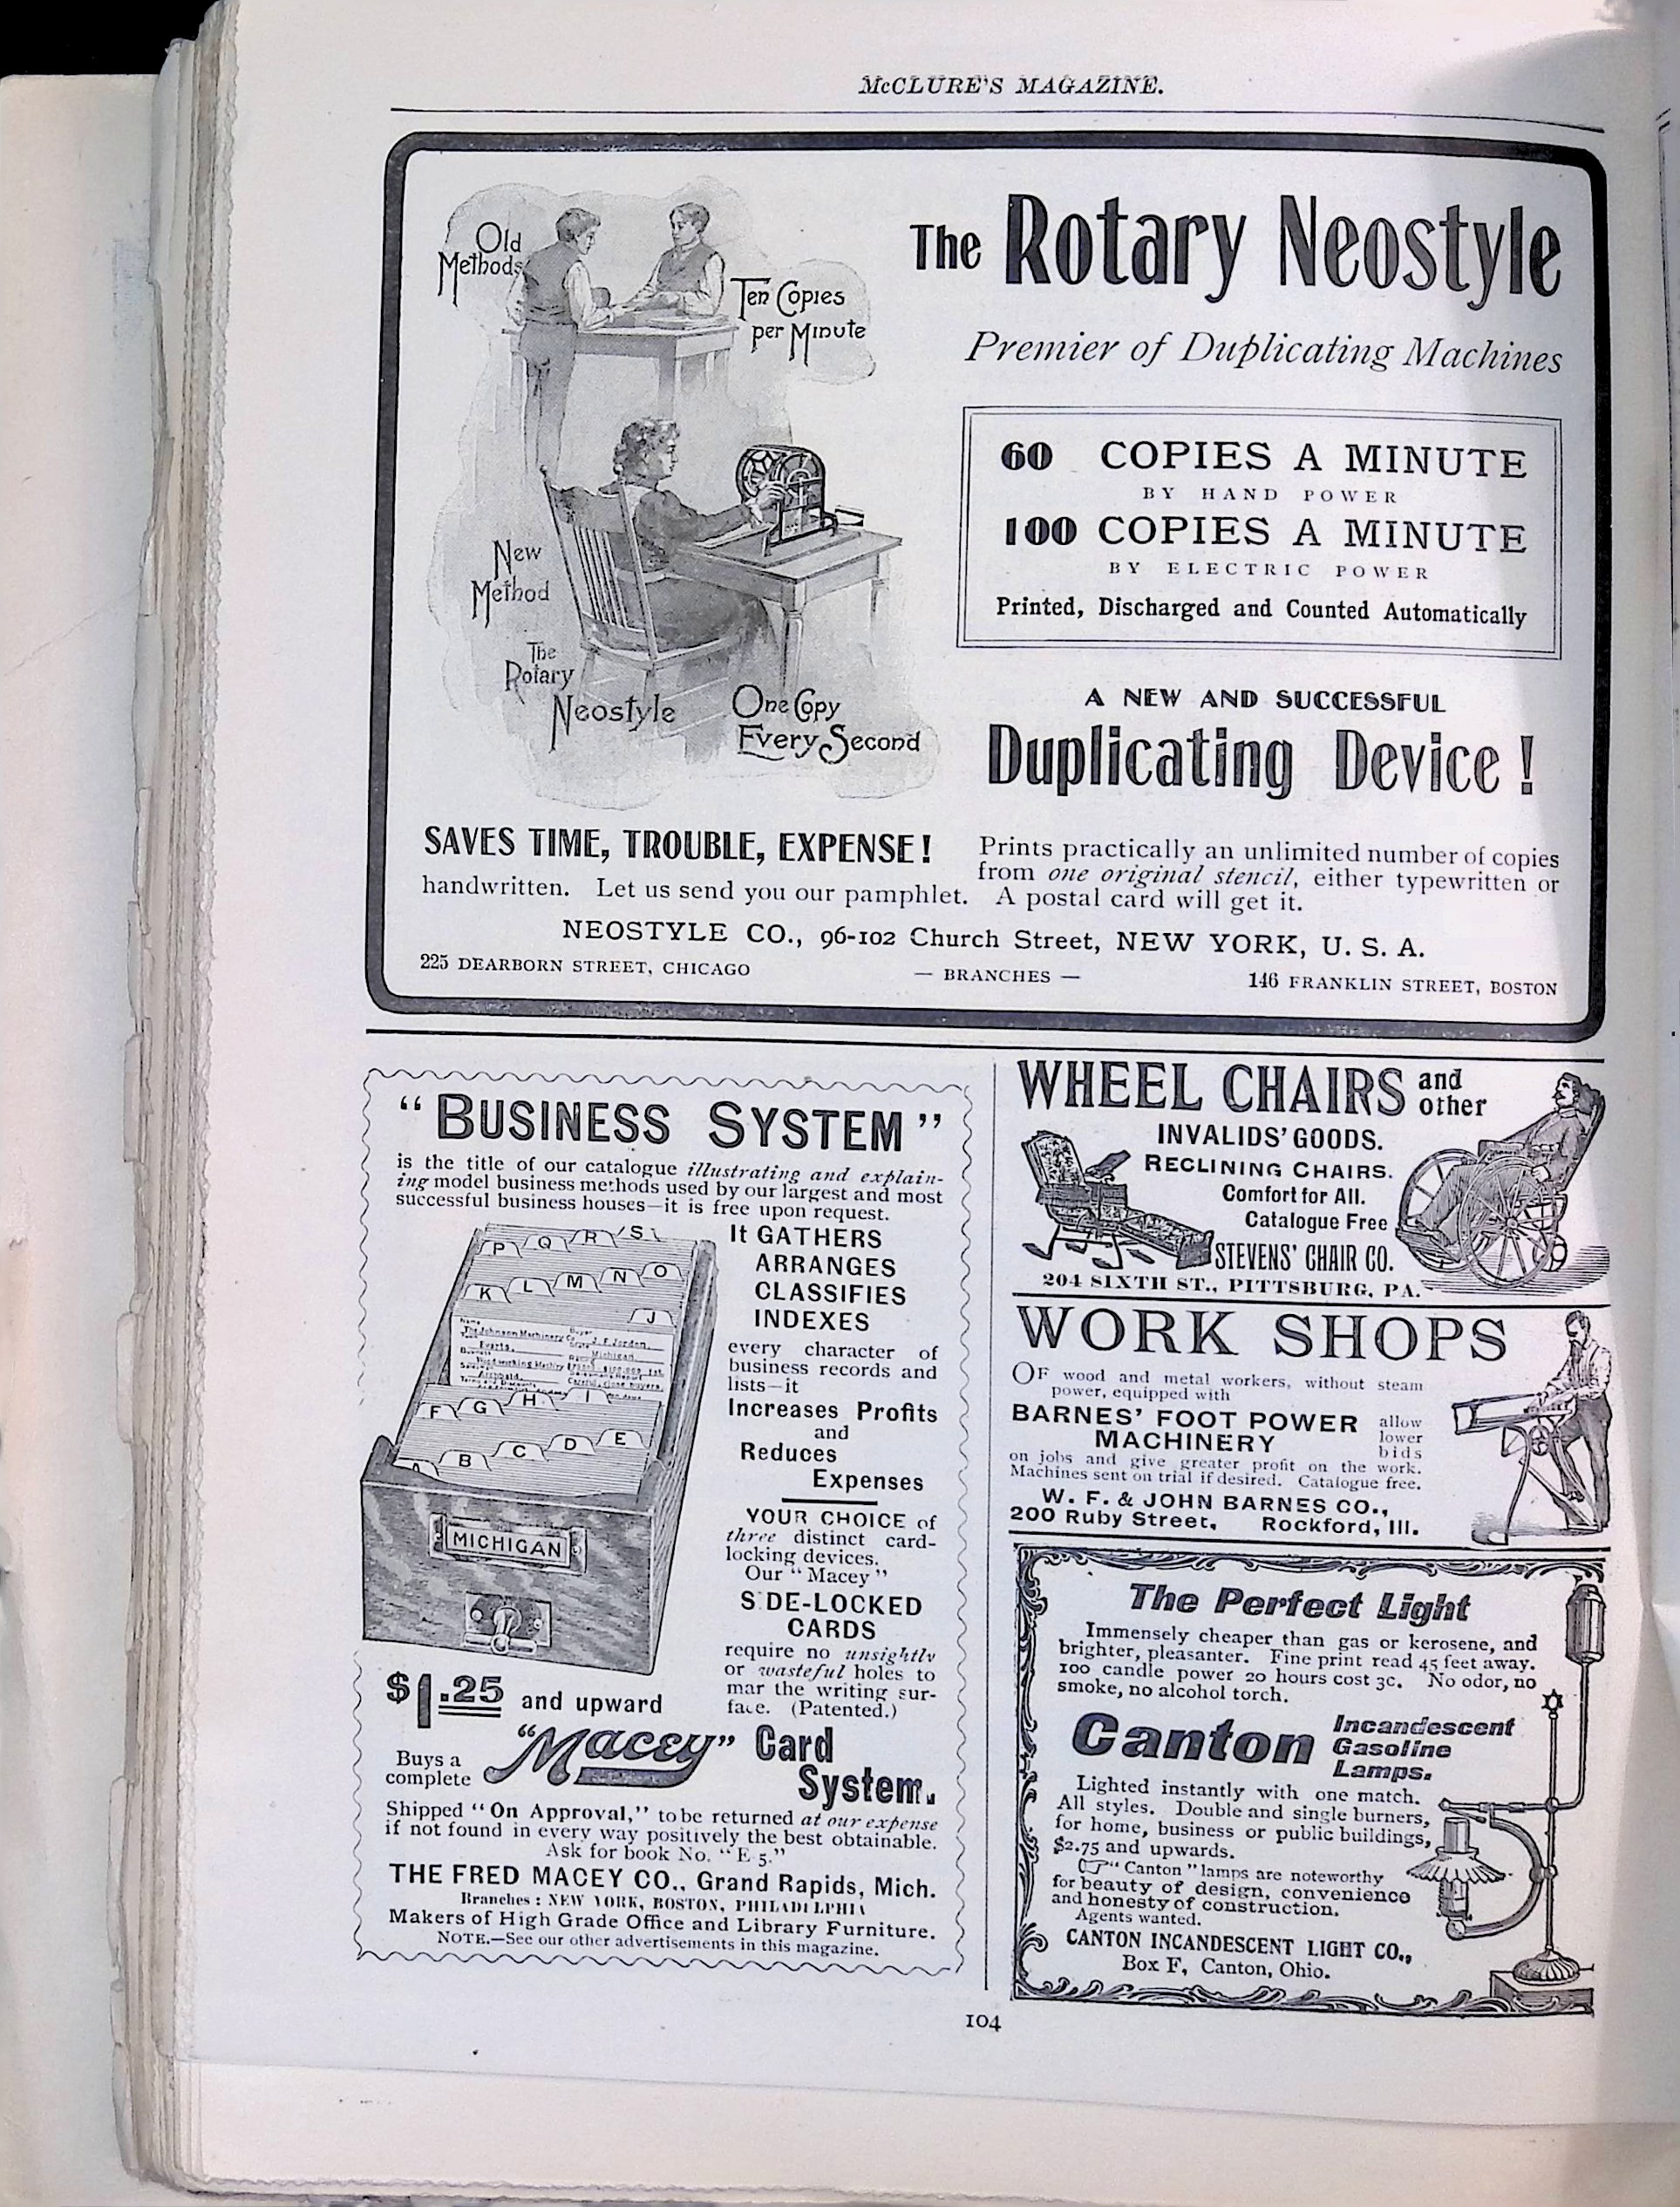 McCLURE'S MAGAZINE.
Old
Methods
Ten Copies
per Minute
New
Method
The
Rotary
Neostyle
One Copy
Every Second
The Rotary Neostyle
Premier of Duplicating Machines
60 COPIES A MINUTE
BY HAND POWER
100 COPIES A MINUTE
BY ELECTRIC POWER
Printed, Discharged and Counted Automatically
A NEW AND SUCCESSFUL
Duplicating Device!
SAVES TIME, TROUBLE, EXPENSE! Prints practically an unlimited number of copies
from one original stencil, either typewritten or
handwritten. Let us send you our pamphlet. A postal card will get it.
NEOSTYLE CO., 96-102 Church Street, NEW YORK, U. S. A.
225 DEARBORN STREET, CHICAGO — BRANCHES — 146 FRANKLIN STREET, BOSTON
"BUSINESS SYSTEM"
is the title of our catalogue illustrating and explain-
ing model business methods used by our largest and most
successful business houses—it is free upon request.
P Q R S
K L M N O
J
The Johnson Machinery Co. J. F. Jordan
Michigan
F G H I
A B C D E
MICHIGAN
It GATHERS
ARRANGES
CLASSIFIES
INDEXES
every character of
business records and
lists—it
Increases Profits
and
Reduces
Expenses
YOUR CHOICE of
three distinct card-
locking devices.
Our "Macey"
S DE-LOCKED
CARDS
require no unsightly
or wasteful holes to
mar the writing sur-
face. (Patented.)
$1.25 and upward
Buys a
complete
"Macey" Card
System.
Shipped "On Approval," to be returned at our expense
if not found in every way positively the best obtainable.
Ask for book No. "E 5."
THE FRED MACEY CO., Grand Rapids, Mich.
Branches: NEW YORK, BOSTON, PHILADELPHIA
Makers of High Grade Office and Library Furniture.
NOTE.—See our other advertisements in this magazine.
WHEEL CHAIRS and
other
INVALIDS' GOODS.
RECLINING CHAIRS.
Comfort for All.
Catalogue Free
STEVENS' CHAIR CO.
204 SIXTH ST., PITTSBURG, PA.
WORK SHOPS
OF wood and metal workers, without steam
power, equipped with
BARNES' FOOT POWER
MACHINERY
allow
lower
bids
on jobs and give greater profit on the work.
Machines sent on trial if desired. Catalogue free.
W. F. & JOHN BARNES CO.,
200 Ruby Street, Rockford, Ill.
The Perfect Light
Immensely cheaper than gas or kerosene, and
brighter, pleasanter. Fine print read 45 feet away.
100 candle power 20 hours cost 3c. No odor, no
smoke, no alcohol torch.
Canton Incandescent
Gasoline
Lamps.
Lighted instantly with one match.
All styles. Double and single burners,
for home, business or public buildings,
$2.75 and upwards.
☞"Canton" lamps are noteworthy
for beauty of design, convenience
and honesty of construction.
Agents wanted.
CANTON INCANDESCENT LIGHT CO.,
Box F, Canton, Ohio.
104